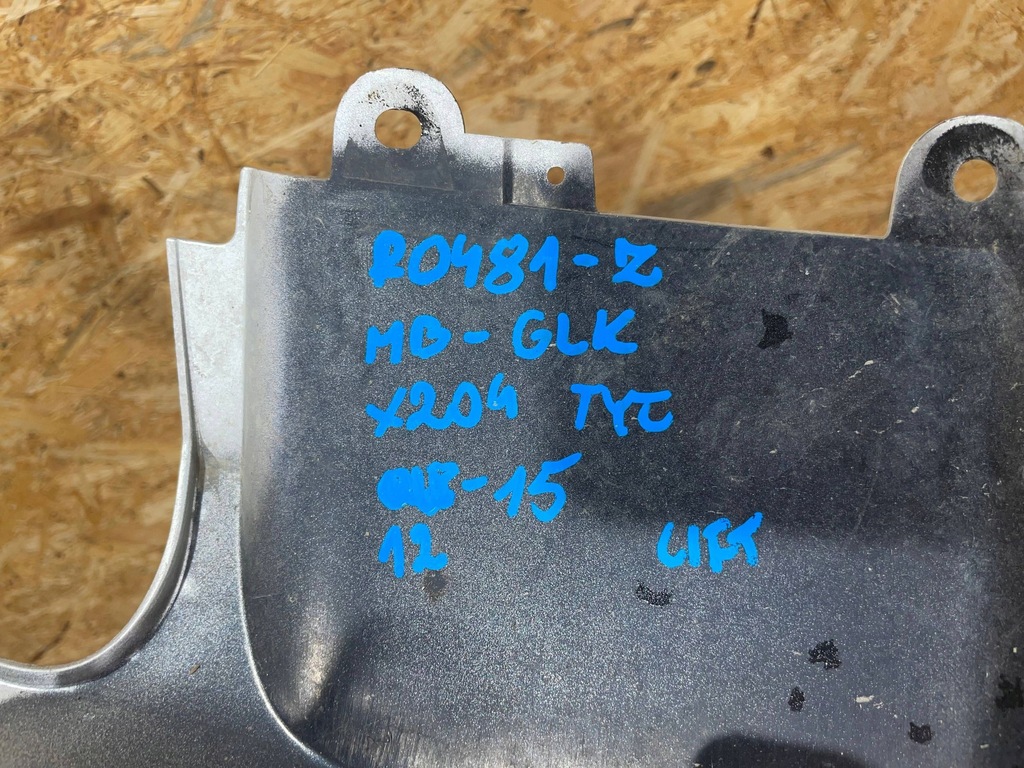 R0481-Z
MB-GLK
X204 TYŁ
-15
12 LIFT